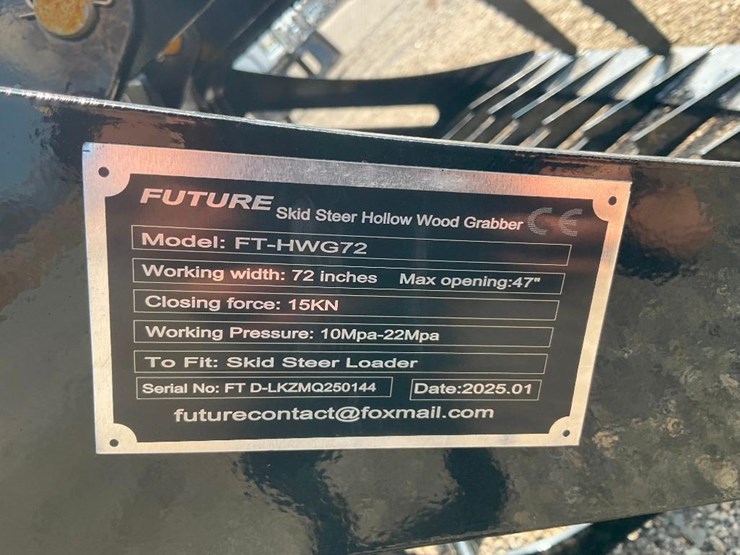 FUTURE Skid Steer Hollow Wood Grabber CE
Model: FT-HWG72
Working width: 72 inches Max opening:47"
Closing force: 15KN
Working Pressure: 10Mpa-22Mpa
To Fit: Skid Steer Loader
Serial No: FT D-LKZMQ250144 Date:2025.01
futurecontact@foxmail.com